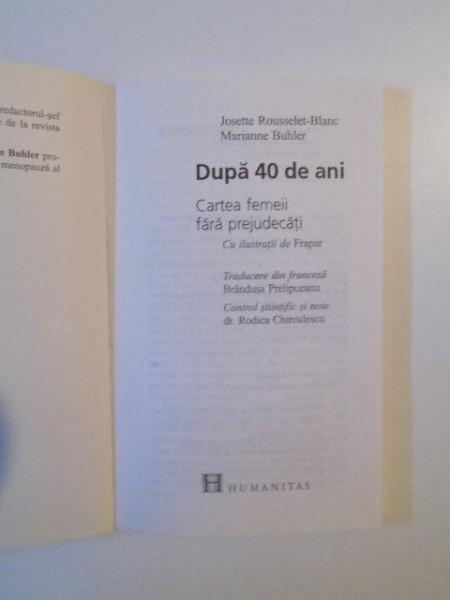 redactorul-șef
de la revista
e Buhler pro-
menopauză al
Josette Rousselet-Blanc
Marianne Buhler
După 40 de ani
Cartea femeii
fără prejudecăți
Cu ilustrații de Frapar
Traducere din franceză
Brândușa Prelipceanu
Control științific și note
dr. Rodica Chirculescu
H HUMANITAS